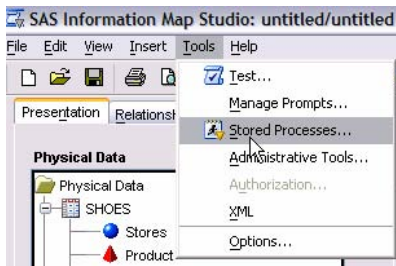 SAS Information Map Studio: untitled/untitled
File Edit View Insert Tools Help
Test...
Manage Prompts...
Stored Processes...
Administrative Tools...
Authorization...
XML
Options...
Presentation Relationsh
Physical Data
Physical Data
SHOES
Stores
Product